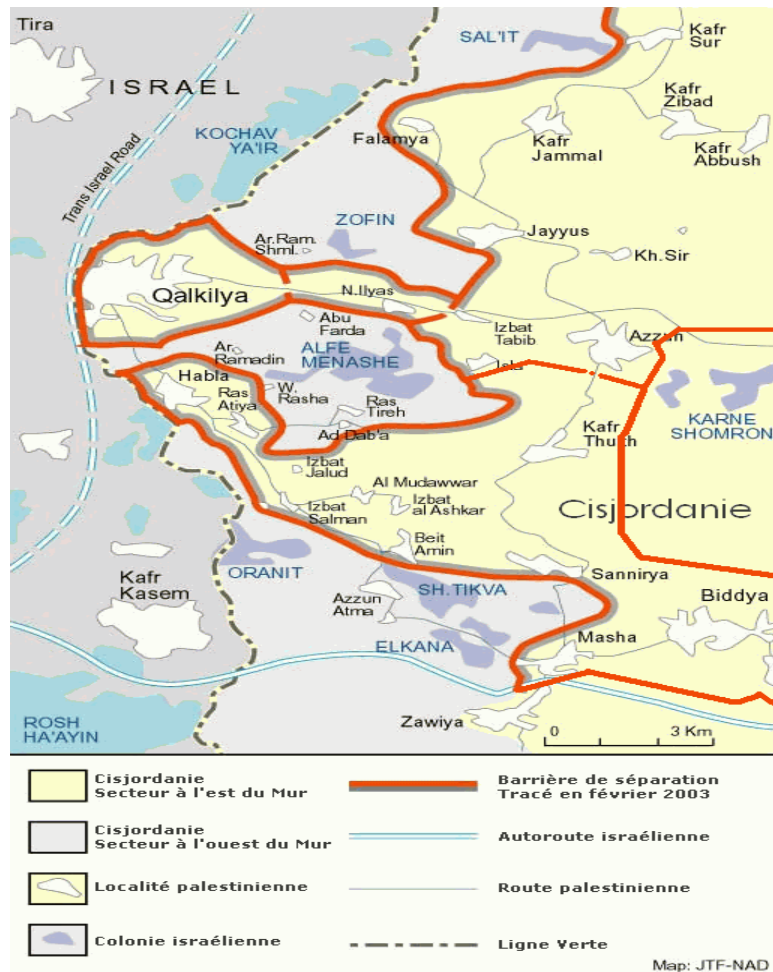 Tira
SAL'IT
Kafr
Sur
ISRAEL
Kafr
Zibad
KOCHAV
YA'IR
Falamya
Kafr
Jammal
Kafr
Abbush
Trans Israel Road
ZOFIN
Ar.Ram.
Shml.
Jayyus
Kh.Sir
Qalkilya
N.Ilyas
Abu
Farda
Izbat
Tabib
Azzun
Ar.
Ramadin
ALFE
MENASHE
Isla
Habla
W.
Rasha
Ras
Atiya
Ras
Tireh
KARNE
SHOMRON
Ad Dab'a
Kafr
Thulth
Izbat
Jalud
Al Mudawwar
Izbat
Salman
Izbat
al Ashkar
Cisjordanie
Beit
Amin
ORANIT
Kafr
Kasem
Sannirya
SH.TIKVA
Azzun
Atma
Biddya
ELKANA
Masha
ROSH
HA'AYIN
Zawiya
0 3 Km
Cisjordanie
Secteur à l'est du Mur
Barrière de séparation
Tracé en février 2003
Cisjordanie
Secteur à l'ouest du Mur
Autoroute israélienne
Localité palestinienne
Route palestinienne
Colonie israélienne
Ligne Verte
Map: JTF-NAD